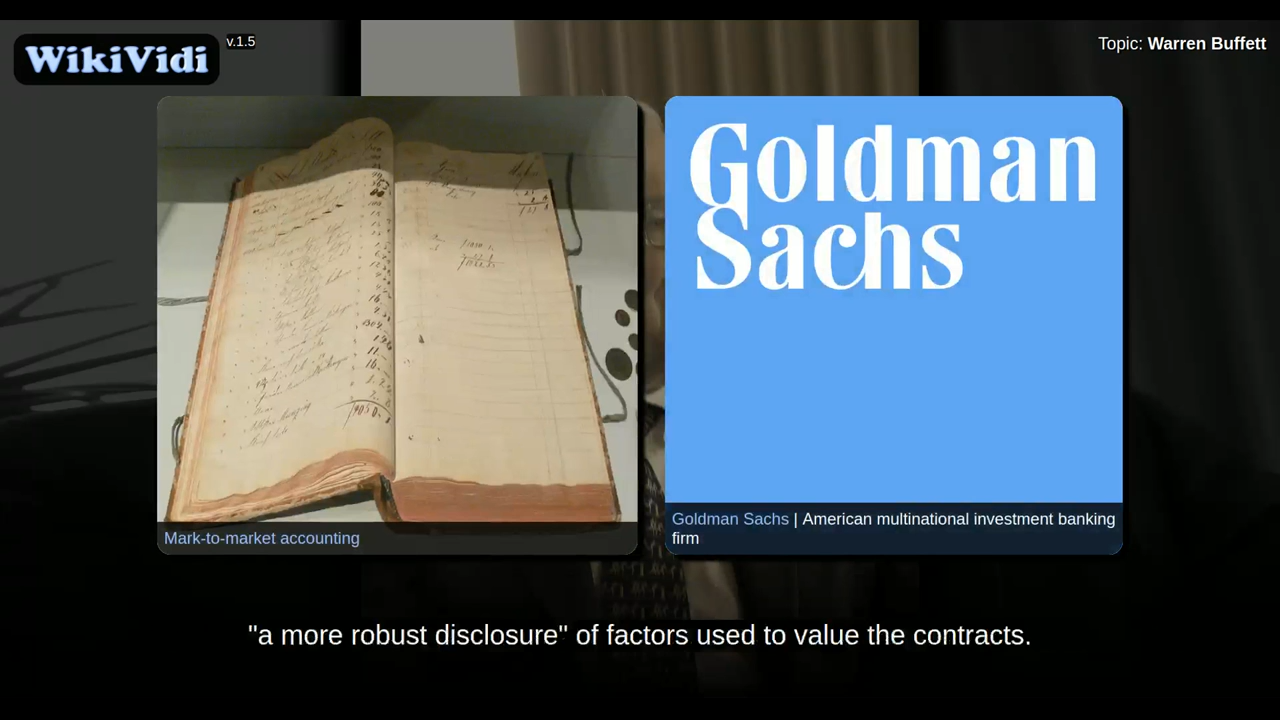 WikiVidi
v.1.5
Topic: Warren Buffett
Goldman
Sachs
Mark-to-market accounting
Goldman Sachs | American multinational investment banking
firm
"a more robust disclosure" of factors used to value the contracts.